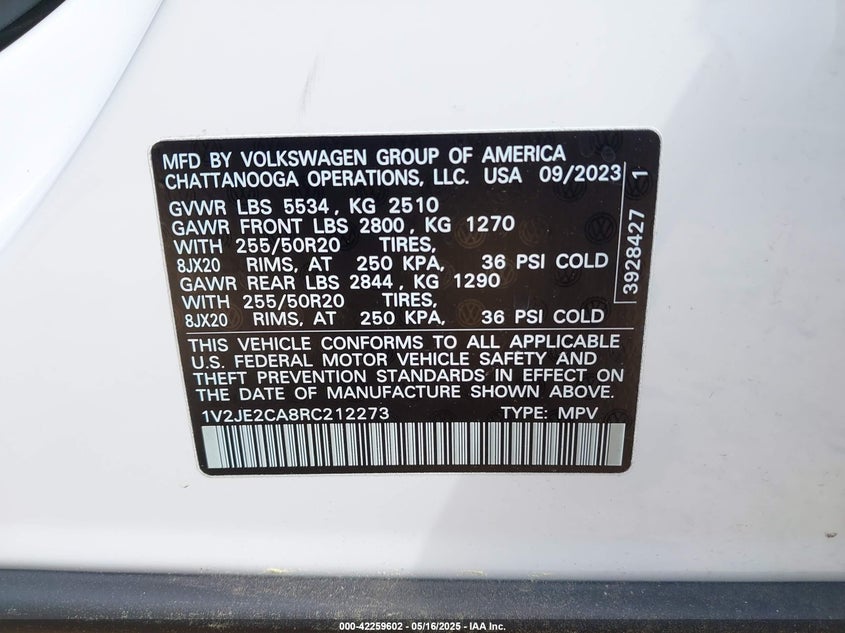 MFD BY VOLKSWAGEN GROUP OF AMERICA
CHATTANOOGA OPERATIONS, LLC. USA 09/2023
GVWR LBS 5534, KG 2510
GAWR FRONT LBS 2800, KG 1270
WITH 255/50R20 TIRES,
8JX20 RIMS, AT 250 KPA, 36 PSI COLD
GAWR REAR LBS 2844, KG 1290
WITH 255/50R20 TIRES,
8JX20 RIMS, AT 250 KPA, 36 PSI COLD
THIS VEHICLE CONFORMS TO ALL APPLICABLE
U.S. FEDERAL MOTOR VEHICLE SAFETY AND
THEFT PREVENTION STANDARDS IN EFFECT ON
THE DATE OF MANUFACTURE SHOWN ABOVE.
1V2JE2CA8RC212273 TYPE: MPV
3928427 1
000-42259602 - 05/16/2025 - IAA Inc.